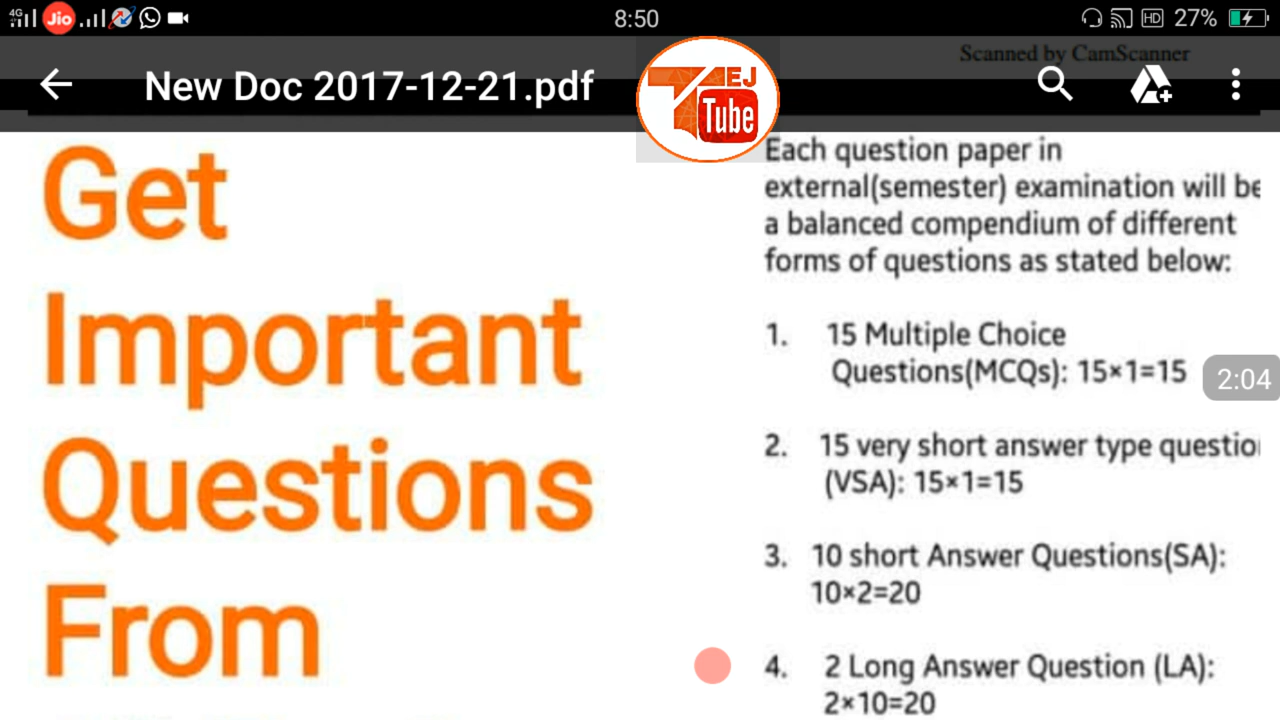 4G
Jio
8:50
HD
27%
Scanned by CamScanner
New Doc 2017-12-21.pdf
EJ
Tube
Get
Important
Questions
From
Each question paper in
external(semester) examination will be
a balanced compendium of different
forms of questions as stated below:
1. 15 Multiple Choice
Questions(MCQs): 15×1=15
2:04
2. 15 very short answer type questio
(VSA): 15×1=15
3. 10 short Answer Questions(SA):
10×2=20
4. 2 Long Answer Question (LA):
2×10=20